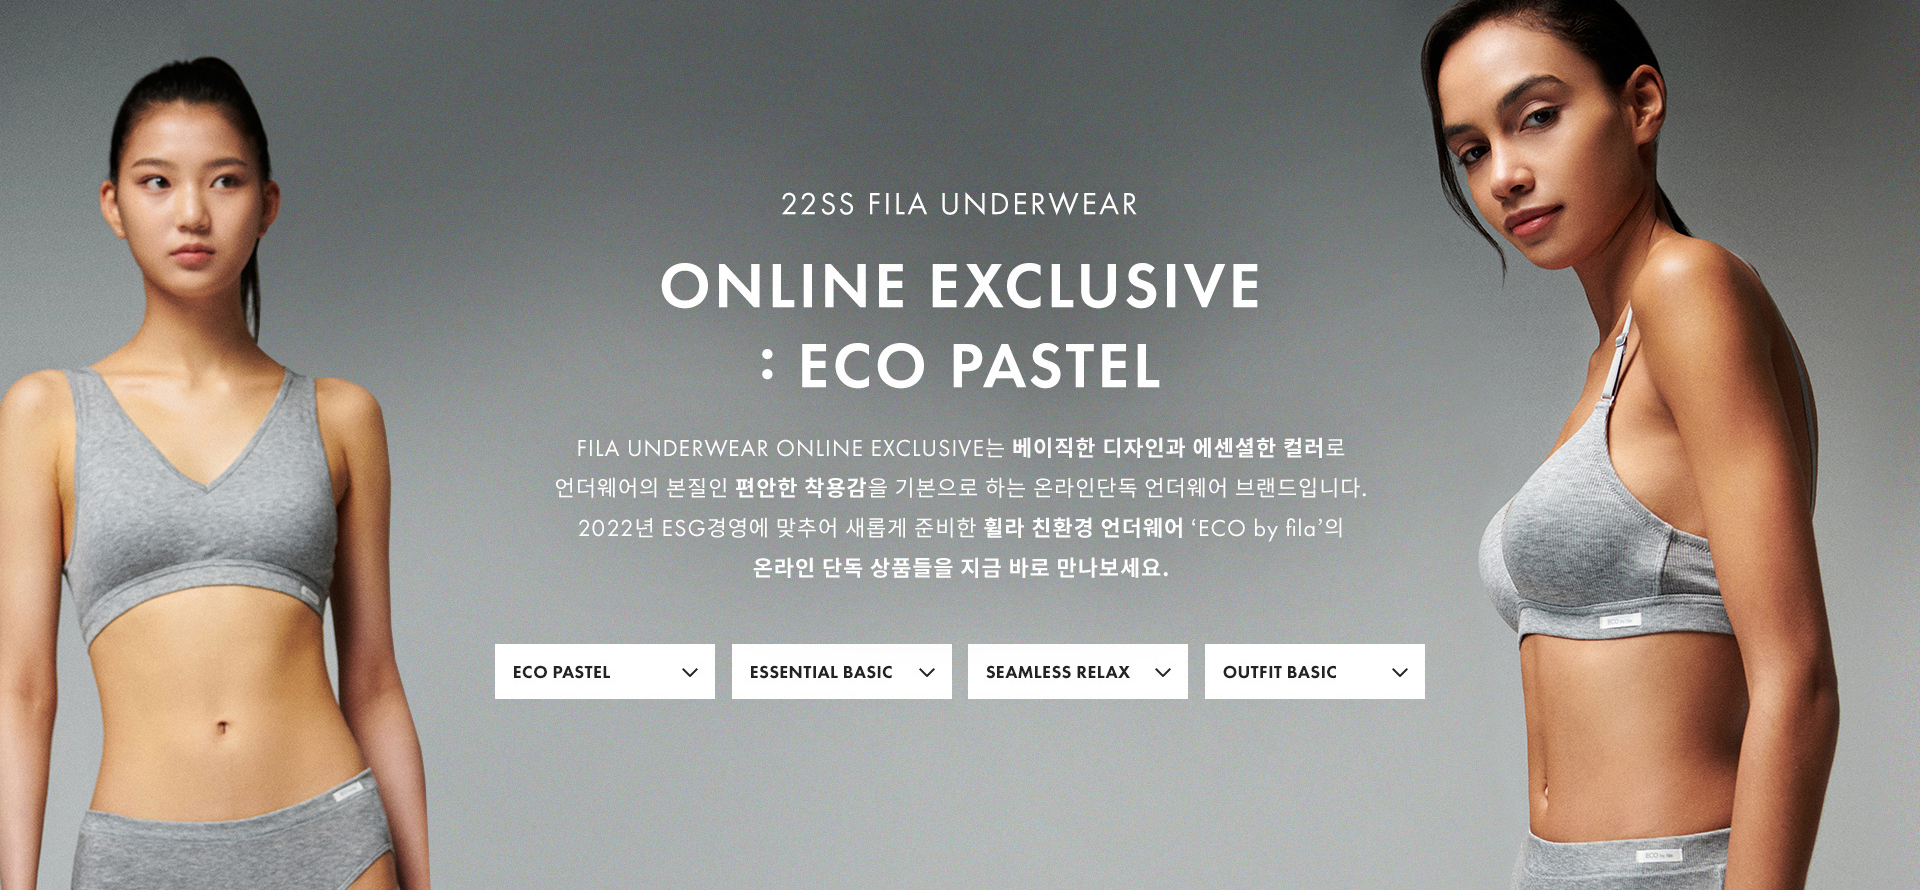 22SS FILA UNDERWEAR
ONLINE EXCLUSIVE
: ECO PASTEL
FILA UNDERWEAR ONLINE EXCLUSIVE는 베이직한 디자인과 에센셜한 컬러로
언더웨어의 본질인 편안한 착용감을 기본으로 하는 온라인단독 언더웨어 브랜드입니다.
2022년 ESG경영에 맞추어 새롭게 준비한 휠라 친환경 언더웨어 ‘ECO by fila’의
온라인 단독 상품들을 지금 바로 만나보세요.
ECO PASTEL
ESSENTIAL BASIC
SEAMLESS RELAX
OUTFIT BASIC
ECO by fila
ECO by fila